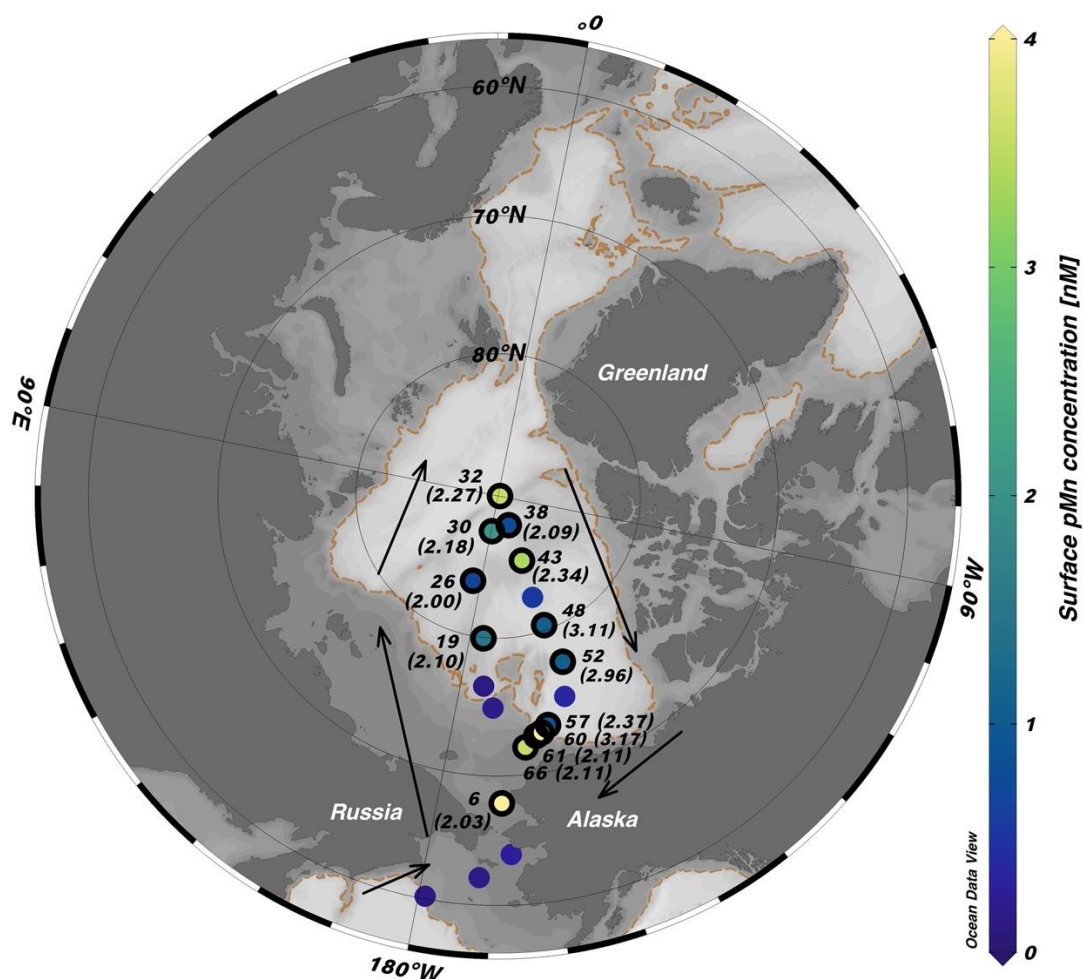 0°
60°N
70°N
80°N
90°E
90°W
180°W
Greenland
32
(2.27)
38
(2.09)
30
(2.18)
43
(2.34)
26
(2.00)
48
(3.11)
19
(2.10)
52
(2.96)
57 (2.37)
60 (3.17)
61 (2.11)
66 (2.11)
6
(2.03)
Russia
Alaska
Ocean Data View
4
3
2
1
0
Surface pMn concentration [nM]